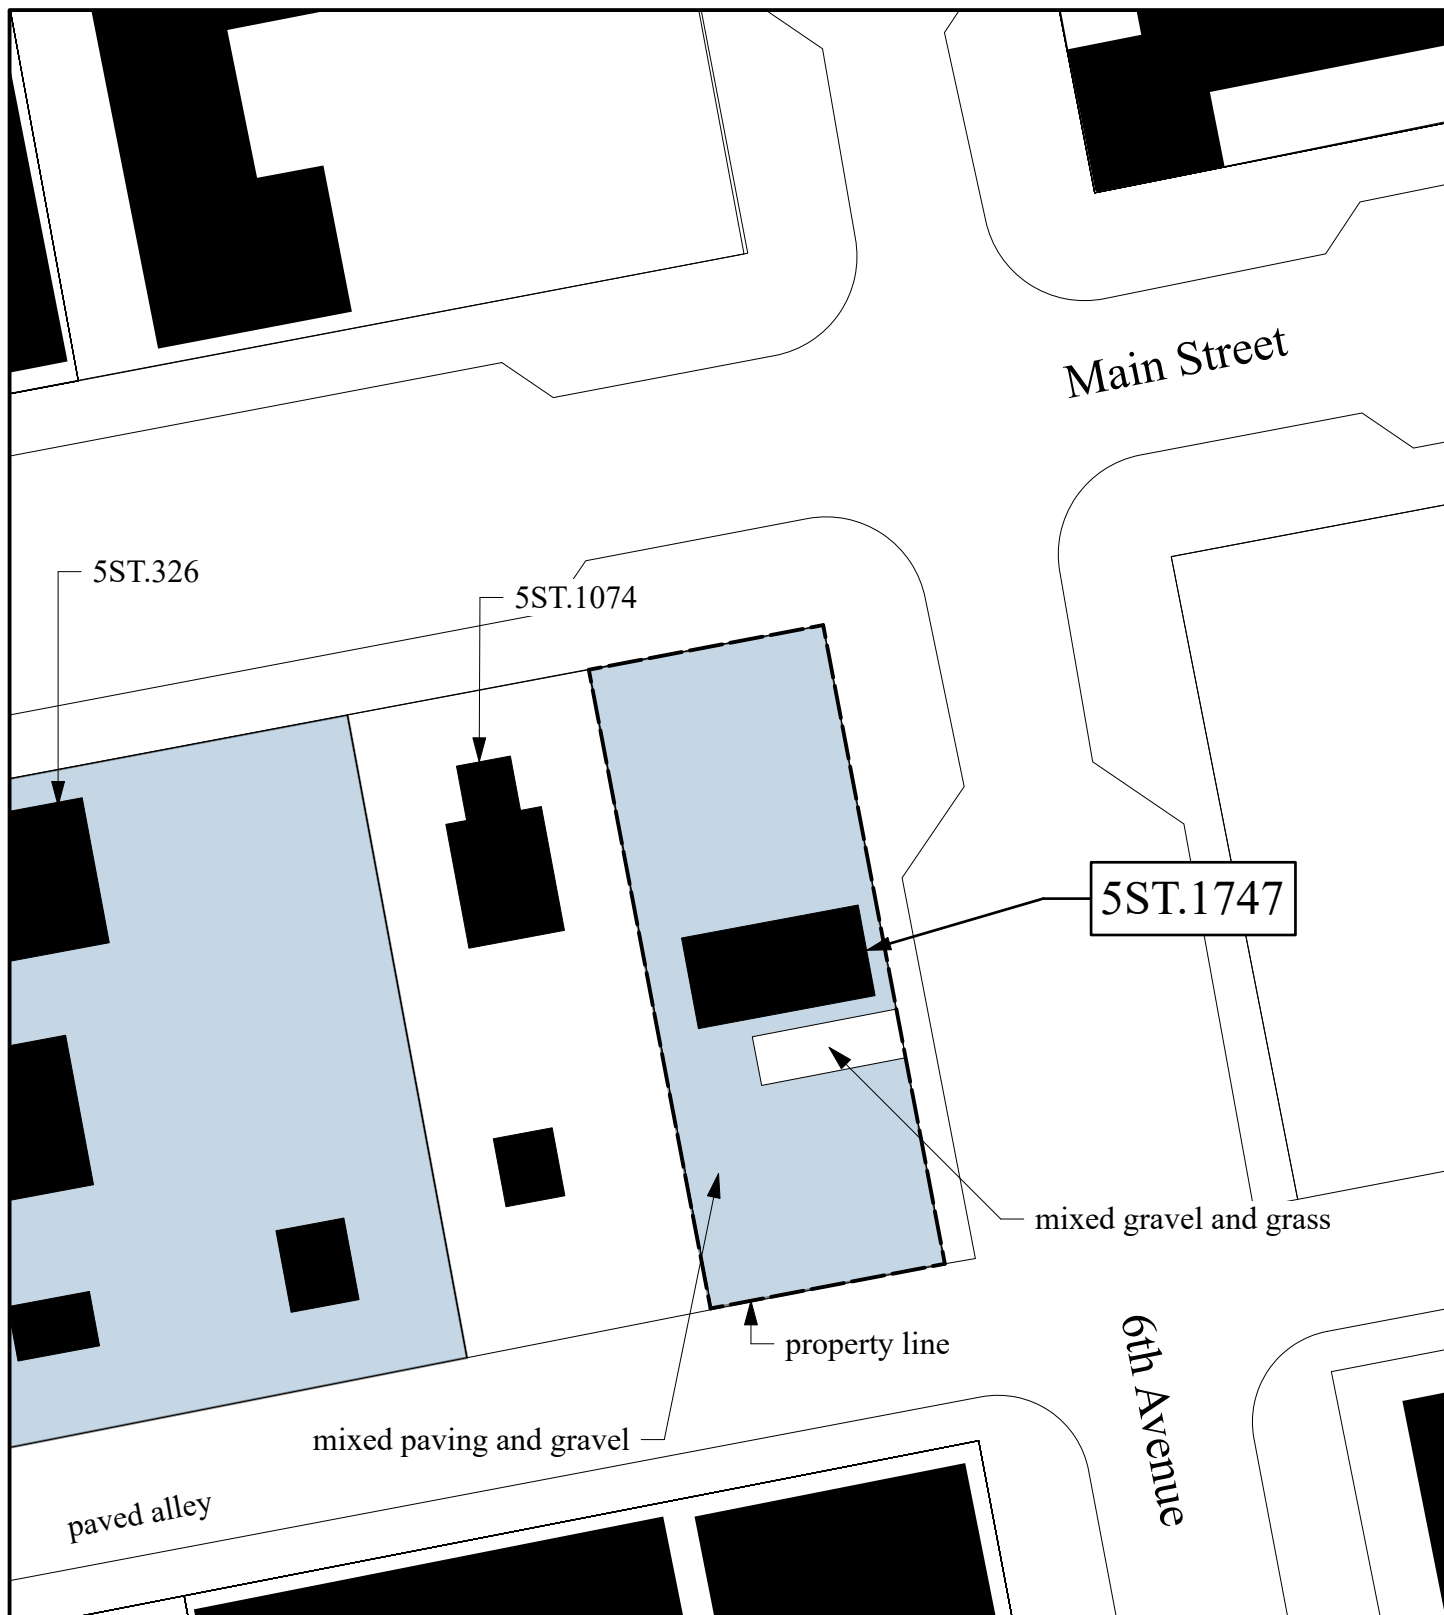 Main Street
5ST.326
5ST.1074
5ST.1747
mixed gravel and grass
property line
6th Avenue
mixed paving and gravel
paved alley